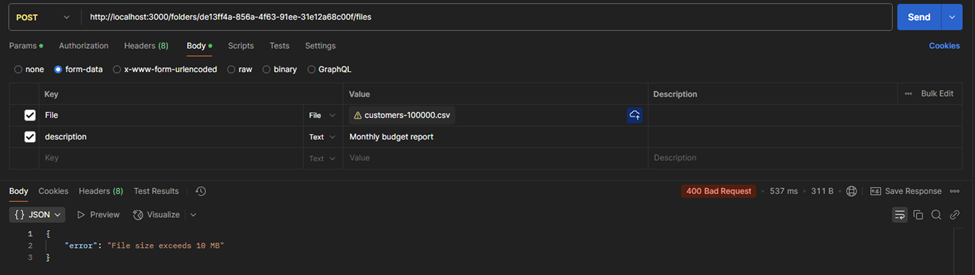 POST http://localhost:3000/folders/de13ff4a-856a-4f63-91ee-31e12a68c00f/files Send
Params Authorization Headers (8) Body Scripts Tests Settings Cookies
none form-data x-www-form-urlencoded raw binary GraphQL
Key Value Description ••• Bulk Edit
File File customers-100000.csv
description Text Monthly budget report
Key Text Value Description
Body Cookies Headers (8) Test Results 400 Bad Request • 537 ms • 311 B Save Response •••
{} JSON Preview Visualize
1 {
2 "error": "File size exceeds 10 MB"
3 }